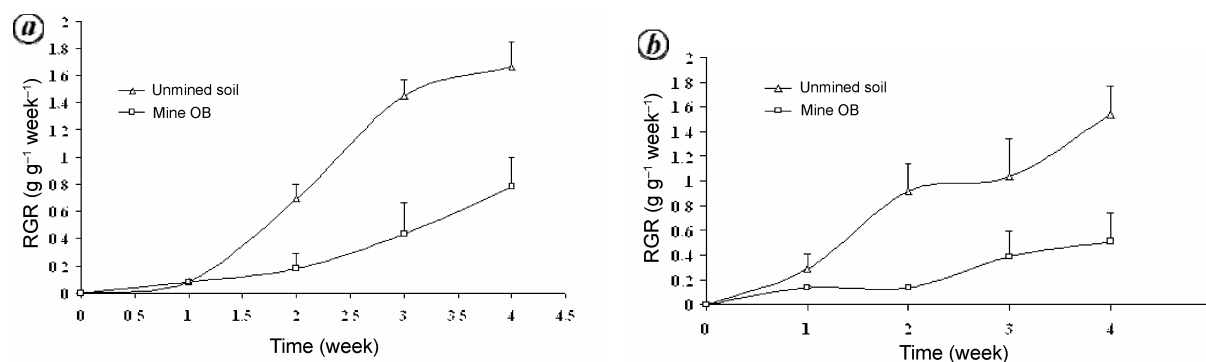 a
2
1.8
1.6
1.4
1 2
1
0.8
0.6
0.4
0 2
0
RGR (g g⁻¹ week⁻¹)
Unmined soil
Mine OB
0 0 5 1 1.5 2 2 5 3 3 5 4 4.5
Time (week)
b
2
1 8
1 6
1.4
1.2
1
0.8
0.6
0.4
0.2
0
RGR (g g⁻¹ week⁻¹)
Unmined soil
Mine OB
0 1 2 3 4
Time (week)